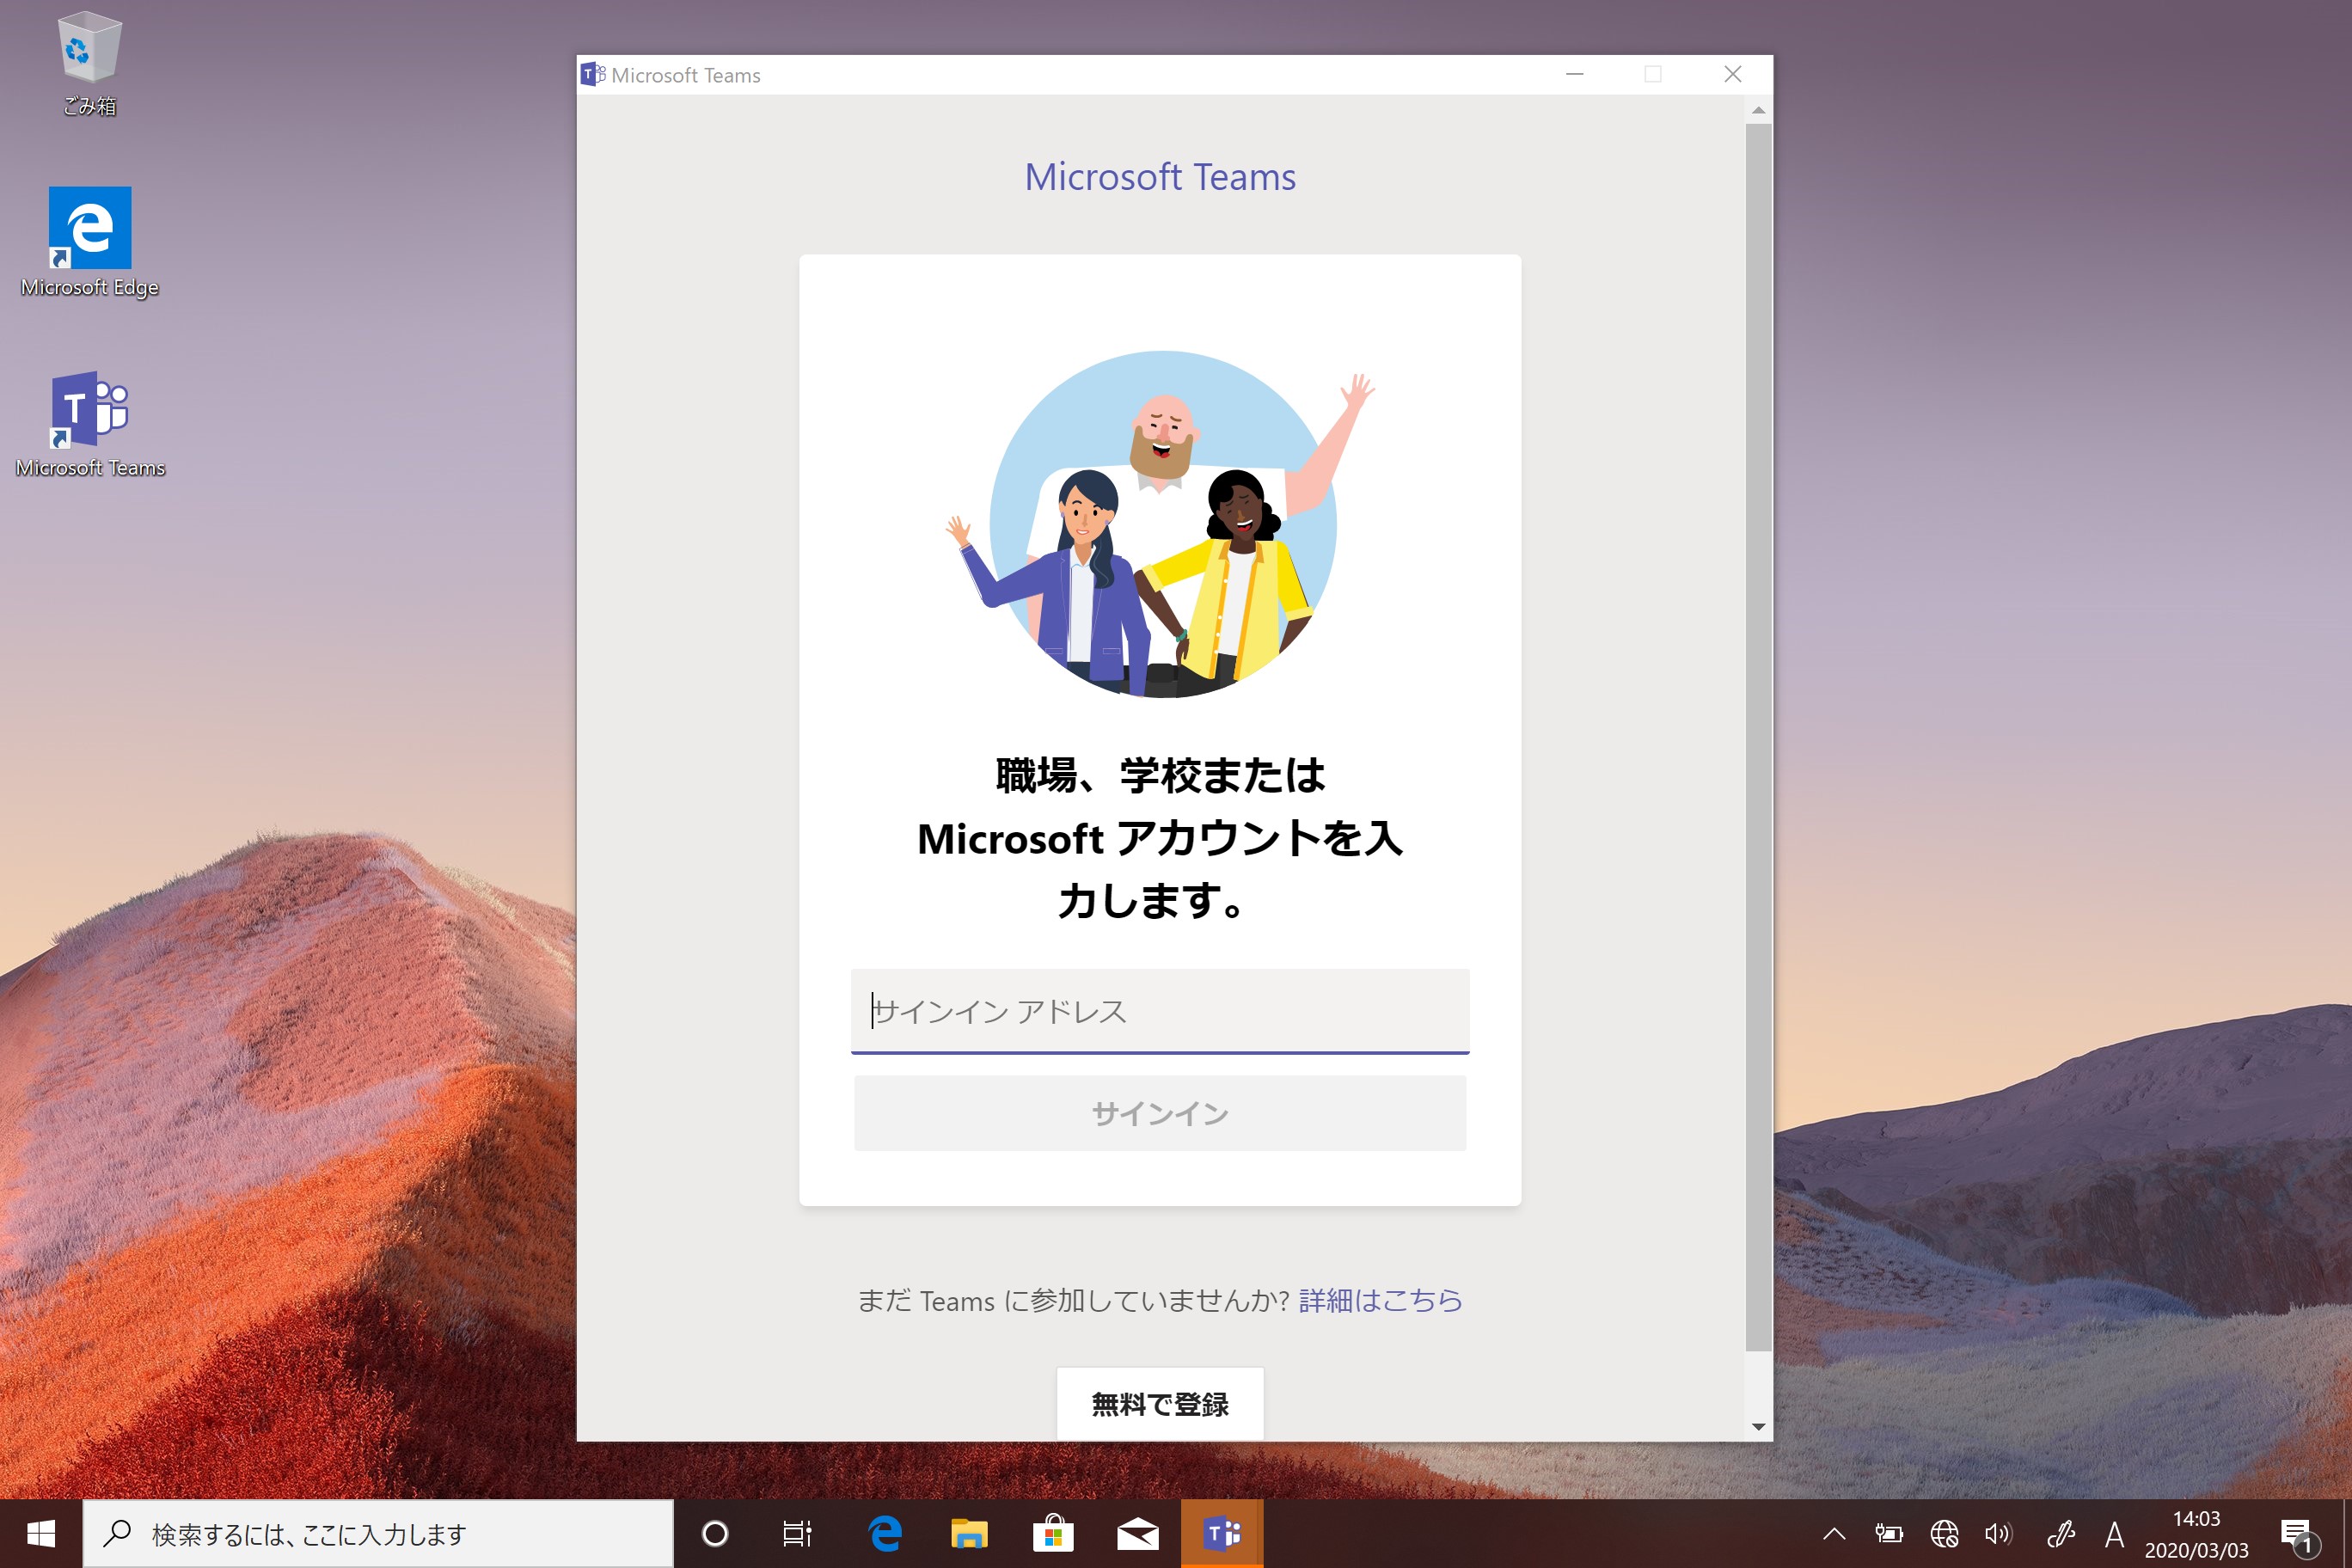 ごみ箱
Microsoft Edge
Microsoft Teams
Microsoft Teams
Microsoft Teams
職場、学校または
Microsoft アカウントを入
力します。
サインイン アドレス
サインイン
まだ Teams に参加していませんか? 詳細はこちら
無料で登録
検索するには、ここに入力します
A
14:03
2020/03/03
1